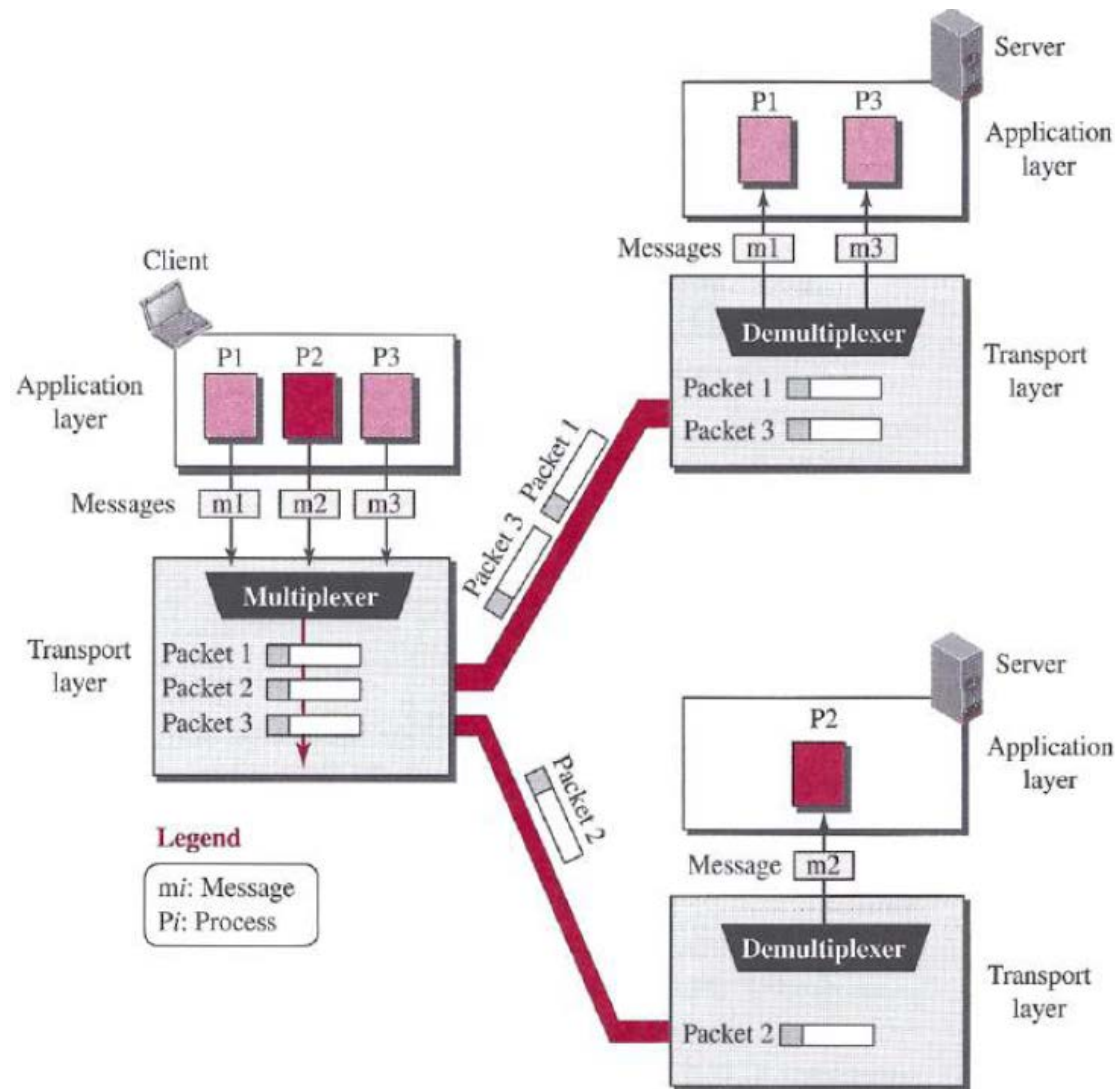 Server
P1 P3
Application
layer
Messages m1 m3
Client
Demultiplexer
P1 P2 P3
Transport
layer
Application
layer
Packet 1
Packet 3
Packet 1
Packet 3
Messages m1 m2 m3
Multiplexer
Transport
layer
Packet 1
Packet 2
Packet 3
Server
P2
Application
layer
Packet 2
Legend
mi: Message
Pi: Process
Message m2
Demultiplexer
Transport
layer
Packet 2